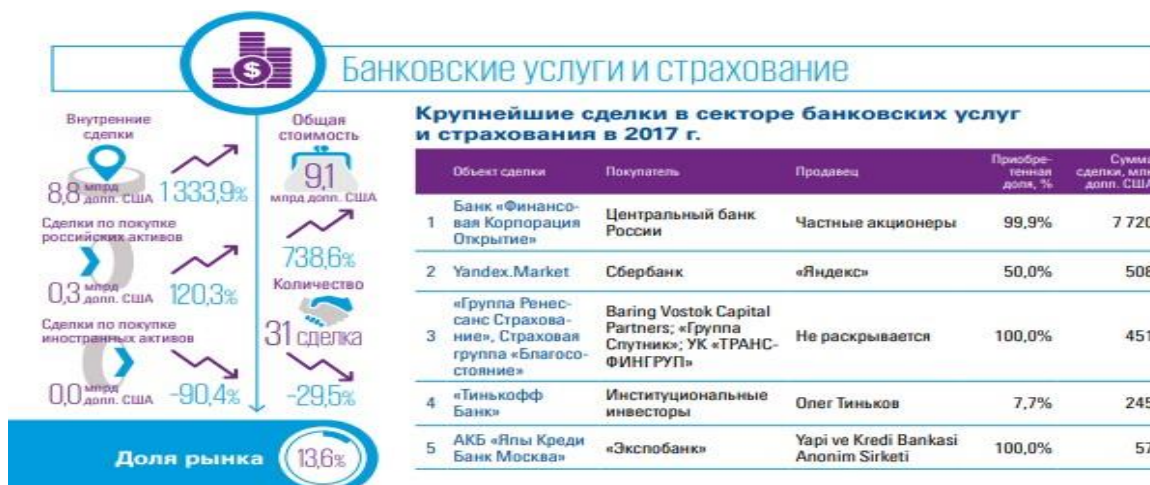 Банковские услуги и страхование
Внутренние
сделки
8,8 млрд
долл. США
1 333,9%
Сделки по покупке
российских активов
0,3 млрд
долл. США
120,3%
Сделки по покупке
иностранных активов
0,0 млрд
долл. США
-90,4%
Общая
стоимость
9,1
млрд долл. США
738,6%
Количество
31 сделка
-29,5%
Доля рынка
13,6%
Крупнейшие сделки в секторе банковских услуг
и страхования в 2017 г.
Объект сделки Покупатель Продавец Приобре-
тенная
доля, % Сумма
сделки, млн
долл. США
1 Банк «Финансо-
вая Корпорация
Открытие» Центральный банк
России Частные акционеры 99,9% 7 720
2 Yandex.Market Сбербанк «Яндекс» 50,0% 508
3 «Группа Ренес-
санс Страхова-
ние», Страховая
группа «Благосо-
стояние» Baring Vostok Capital
Partners; «Группа
Спутник»; УК «ТРАНС-
ФИНГРУП» Не раскрывается 100,0% 451
4 «Тинькофф
Банк» Институциональные
инвесторы Олег Тиньков 7,7% 245
5 АКБ «Япы Креди
Банк Москва» «Экспобанк» Yapi ve Kredi Bankasi
Anonim Sirketi 100,0% 57